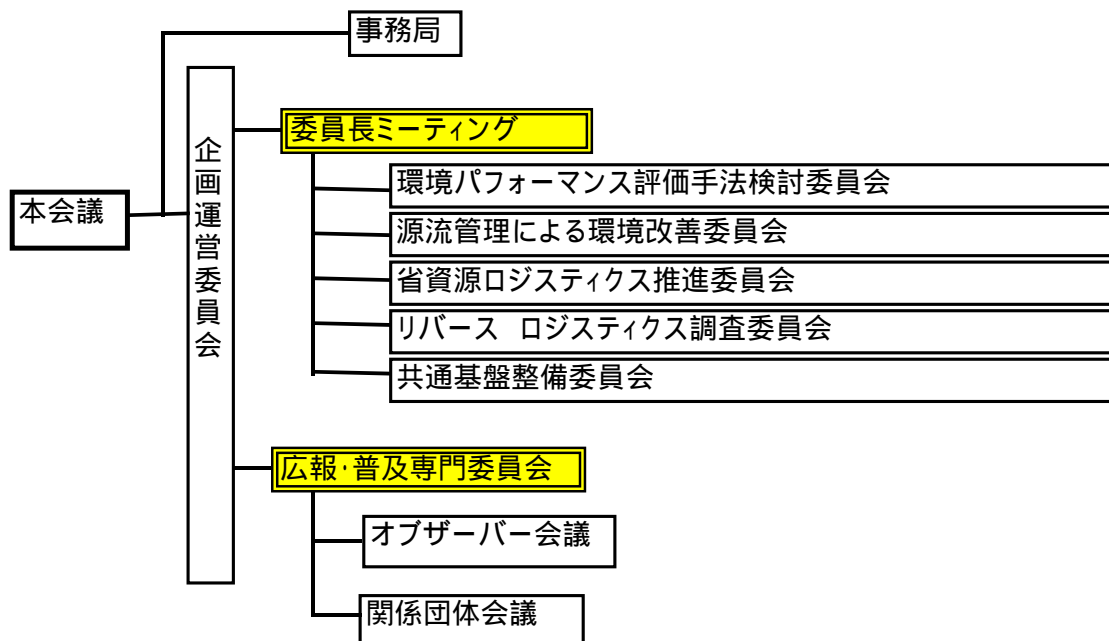 事務局
本会議
企画運営委員会
委員長ミーティング
環境パフォーマンス評価手法検討委員会
源流管理による環境改善委員会
省資源ロジスティクス推進委員会
リバース ロジスティクス調査委員会
共通基盤整備委員会
広報・普及専門委員会
オブザーバー会議
関係団体会議